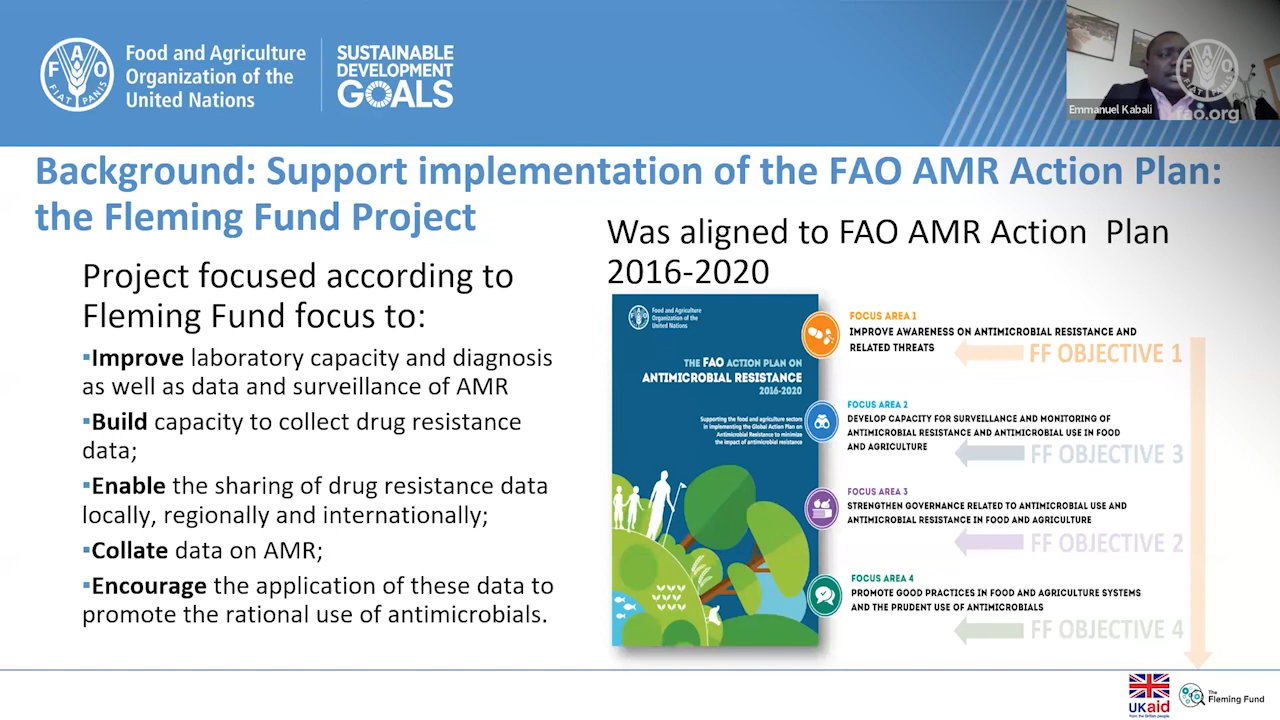 Food and Agriculture
Organization of the
United Nations
SUSTAINABLE
DEVELOPMENT
GOALS
FAO
FIAT PANIS
Emmanuel Kabali
fao.org
Background: Support implementation of the FAO AMR Action Plan:
the Fleming Fund Project
Project focused according to
Fleming Fund focus to:
▪Improve laboratory capacity and diagnosis
as well as data and surveillance of AMR
▪Build capacity to collect drug resistance
data;
▪Enable the sharing of drug resistance data
locally, regionally and internationally;
▪Collate data on AMR;
▪Encourage the application of these data to
promote the rational use of antimicrobials.
Was aligned to FAO AMR Action Plan
2016-2020
Food and Agriculture
Organization of the
United Nations
THE FAO ACTION PLAN ON
ANTIMICROBIAL RESISTANCE
2016-2020
Supporting the food and agriculture sectors
in implementing the Global Action Plan on
Antimicrobial Resistance to minimize
the impact of antimicrobial resistance
FOCUS AREA 1
IMPROVE AWARENESS ON ANTIMICROBIAL RESISTANCE AND
RELATED THREATS
FF OBJECTIVE 1
FOCUS AREA 2
DEVELOP CAPACITY FOR SURVEILLANCE AND MONITORING OF
ANTIMICROBIAL RESISTANCE AND ANTIMICROBIAL USE IN FOOD
AND AGRICULTURE
FF OBJECTIVE 3
FOCUS AREA 3
STRENGTHEN GOVERNANCE RELATED TO ANTIMICROBIAL USE AND
ANTIMICROBIAL RESISTANCE IN FOOD AND AGRICULTURE
FF OBJECTIVE 2
FOCUS AREA 4
PROMOTE GOOD PRACTICES IN FOOD AND AGRICULTURE SYSTEMS
AND THE PRUDENT USE OF ANTIMICROBIALS
FF OBJECTIVE 4
UKaid
from the British people
The
Fleming Fund